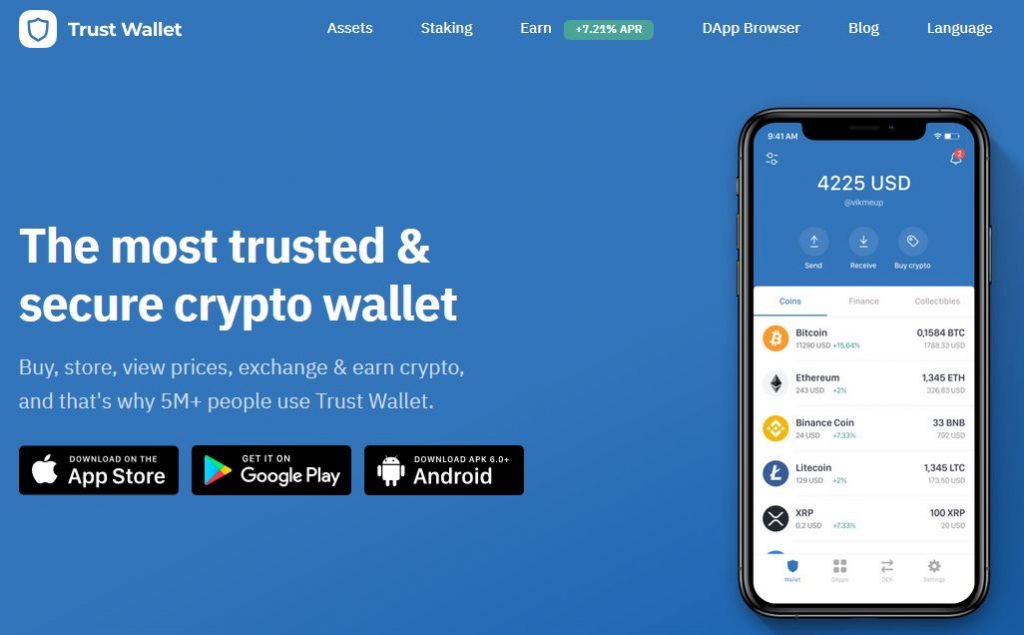 Trust Wallet
Assets
Staking
Earn
+7.21% APR
DApp Browser
Blog
Language
The most trusted &
secure crypto wallet
Buy, store, view prices, exchange & earn crypto,
and that's why 5M+ people use Trust Wallet.
DOWNLOAD ON THE
App Store
GET IT ON
Google Play
DOWNLOAD APK 6.0+
Android
9:41 AM
2
4225 USD
@vikmeup
Send
Receive
Buy crypto
Coins
Finance
Collectibles
Bitcoin
0,1584 BTC
11290 USD +15,64%
1788,33 USD
Ethereum
1,345 ETH
243 USD +2%
326,83 USD
Binance Coin
33 BNB
24 USD +7.33%
792 USD
Litecoin
1,345 LTC
129 USD +2%
173,50 USD
XRP
100 XRP
0,2 USD +7.33%
20 USD
Wallet
DApps
DEX
Settings